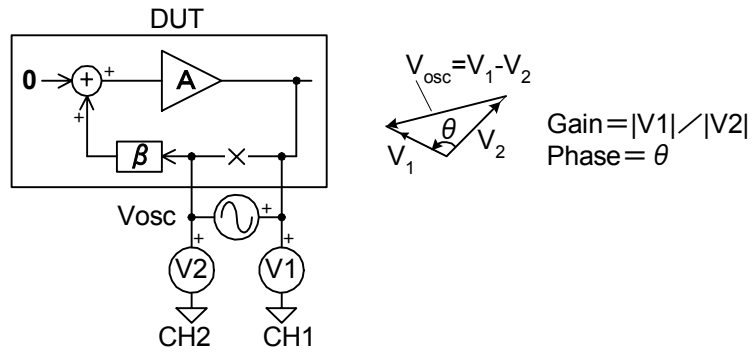 DUT
0
+
+
+
A
β
×
Vosc
+
+
+
V2
V1
CH2
CH1
Vosc=V1-V2
θ
V1
V2
Gain=|V1|／|V2|
Phase=θ